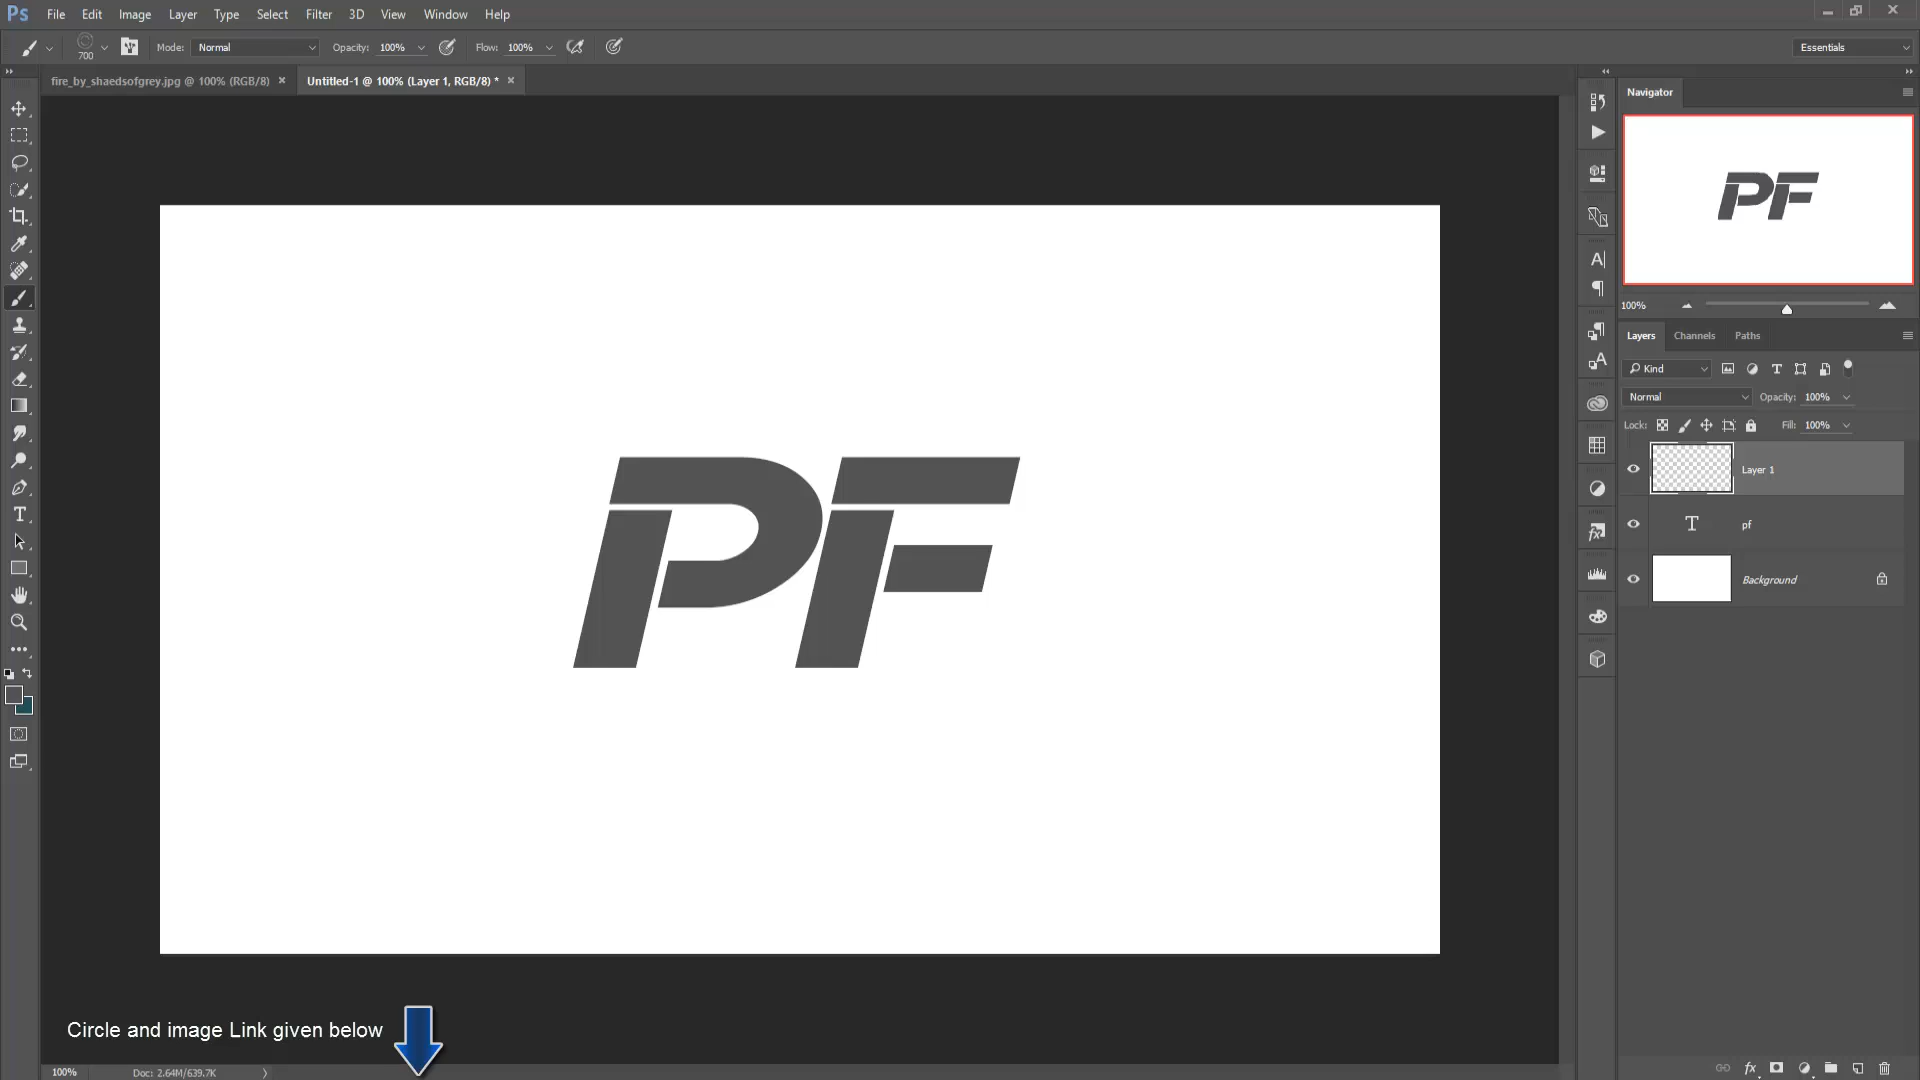 Ps File Edit Image Layer Type Select Filter 3D View Window Help
700 Mode: Normal Opacity: 100% Flow: 100% Essentials
fire_by_shaedsofgrey.jpg @ 100% (RGB/8) × Untitled-1 @ 100% (Layer 1, RGB/8) * ×
Navigator
PF
100%
Layers Channels Paths
Kind
Normal Opacity: 100%
Lock: Fill: 100%
Layer 1
pf
Background
PF
Circle and image Link given below
100% Doc: 2.64M/639.7K